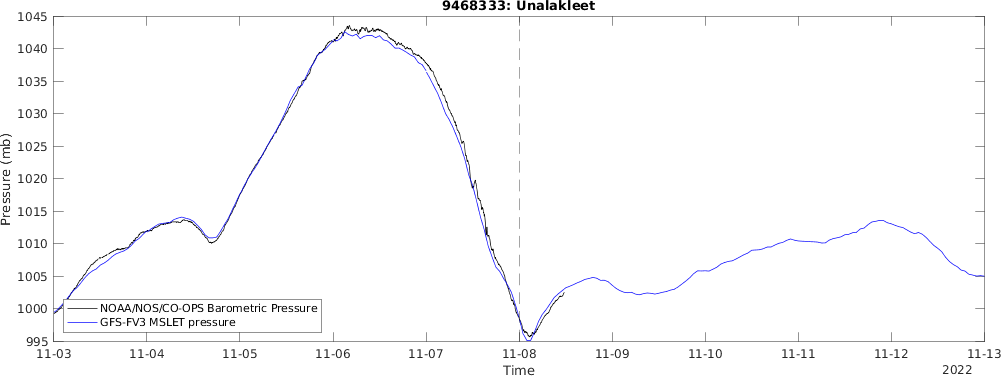 9468333: Unalakleet
1045
1040
1035
1030
1025
1020
1015
1010
1005
1000
995
Pressure (mb)
NOAA/NOS/CO-OPS Barometric Pressure
GFS-FV3 MSLET pressure
11-03 11-04 11-05 11-06 11-07 11-08 11-09 11-10 11-11 11-12 11-13
Time
2022